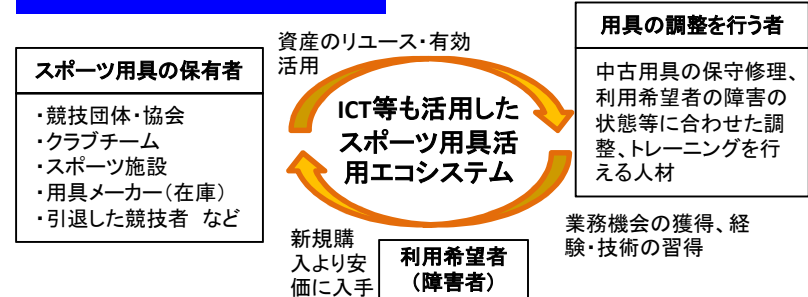 スポーツ用具の保有者
・競技団体・協会
・クラブチーム
・スポーツ施設
・用具メーカー（在庫）
・引退した競技者 など
資産のリユース・有効
活用
ICT等も活用した
スポーツ用具活
用エコシステム
用具の調整を行う者
中古用具の保守修理、
利用希望者の障害の
状態等に合わせた調
整、トレーニングを行
える人材
業務機会の獲得、経
験・技術の習得
新規購
入より安
価に入手
利用希望者
（障害者）